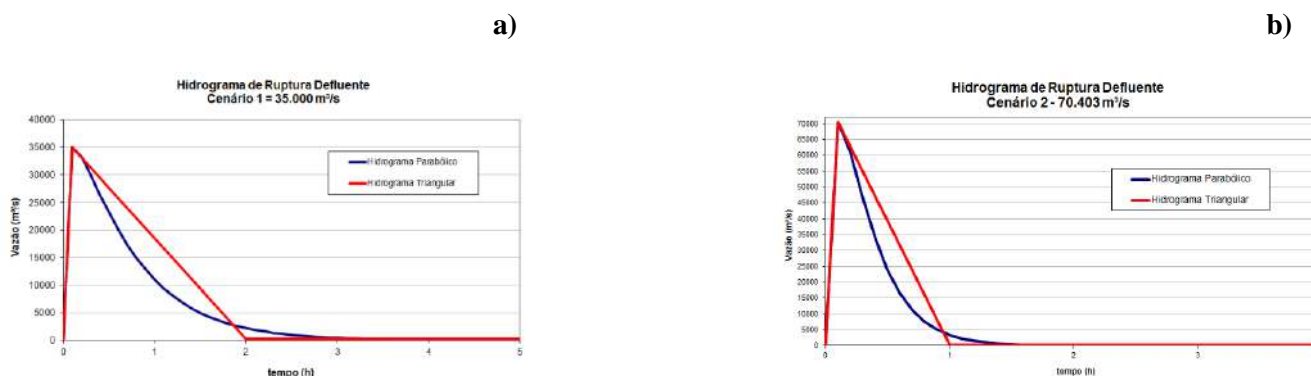 a)
Hidrograma de Ruptura Defluente
Cenário 1 = 35.000 m³/s
Vazão (m³/s)
40000
35000
30000
25000
20000
15000
10000
5000
0
Hidrograma Parabólico
Hidrograma Triangular
0 1 2 3 4 5
tempo (h)
b)
Hidrograma de Ruptura Defluente
Cenário 2 - 70.403 m³/s
Vazão (m³/s)
70000
65000
60000
55000
50000
45000
40000
35000
30000
25000
20000
15000
10000
5000
0
Hidrograma Parabólico
Hidrograma Triangular
0 1 2 3
tempo (h)